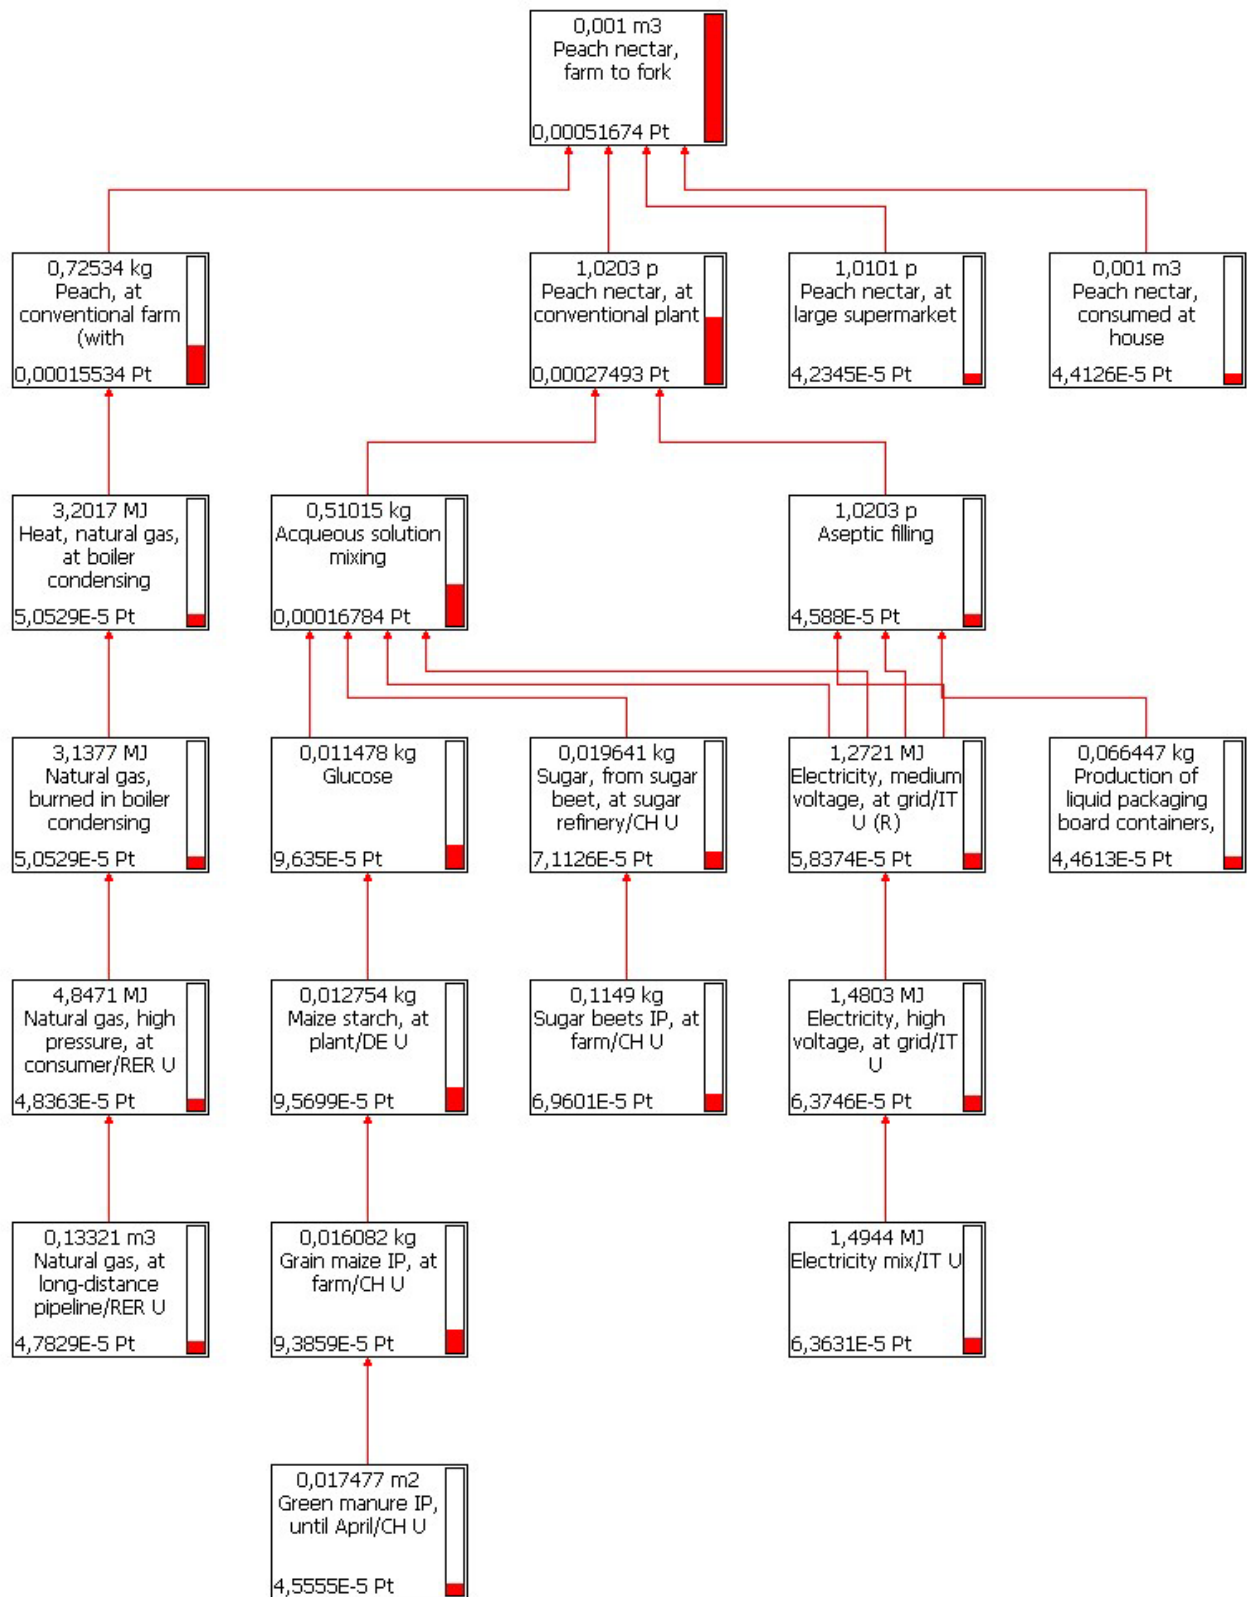 0,001 m3
Peach nectar,
farm to fork
0,00051674 Pt
0,72534 kg
Peach, at
conventional farm
(with
0,00015534 Pt
1,0203 p
Peach nectar, at
conventional plant
0,00027493 Pt
1,0101 p
Peach nectar, at
large supermarket
4,2345E-5 Pt
0,001 m3
Peach nectar,
consumed at
house
4,4126E-5 Pt
3,2017 MJ
Heat, natural gas,
at boiler
condensing
5,0529E-5 Pt
0,51015 kg
Acqueous solution
mixing
0,00016784 Pt
1,0203 p
Aseptic filling
4,588E-5 Pt
3,1377 MJ
Natural gas,
burned in boiler
condensing
5,0529E-5 Pt
0,011478 kg
Glucose
9,635E-5 Pt
0,019641 kg
Sugar, from sugar
beet, at sugar
refinery/CH U
7,1126E-5 Pt
1,2721 MJ
Electricity, medium
voltage, at grid/IT
U (R)
5,8374E-5 Pt
0,066447 kg
Production of
liquid packaging
board containers,
4,4613E-5 Pt
4,8471 MJ
Natural gas, high
pressure, at
consumer/RER U
4,8363E-5 Pt
0,012754 kg
Maize starch, at
plant/DE U
9,5699E-5 Pt
0,1149 kg
Sugar beets IP, at
farm/CH U
6,9601E-5 Pt
1,4803 MJ
Electricity, high
voltage, at grid/IT
U
6,3746E-5 Pt
0,13321 m3
Natural gas, at
long-distance
pipeline/RER U
4,7829E-5 Pt
0,016082 kg
Grain maize IP, at
farm/CH U
9,3859E-5 Pt
1,4944 MJ
Electricity mix/IT U
6,3631E-5 Pt
0,017477 m2
Green manure IP,
until April/CH U
4,5555E-5 Pt